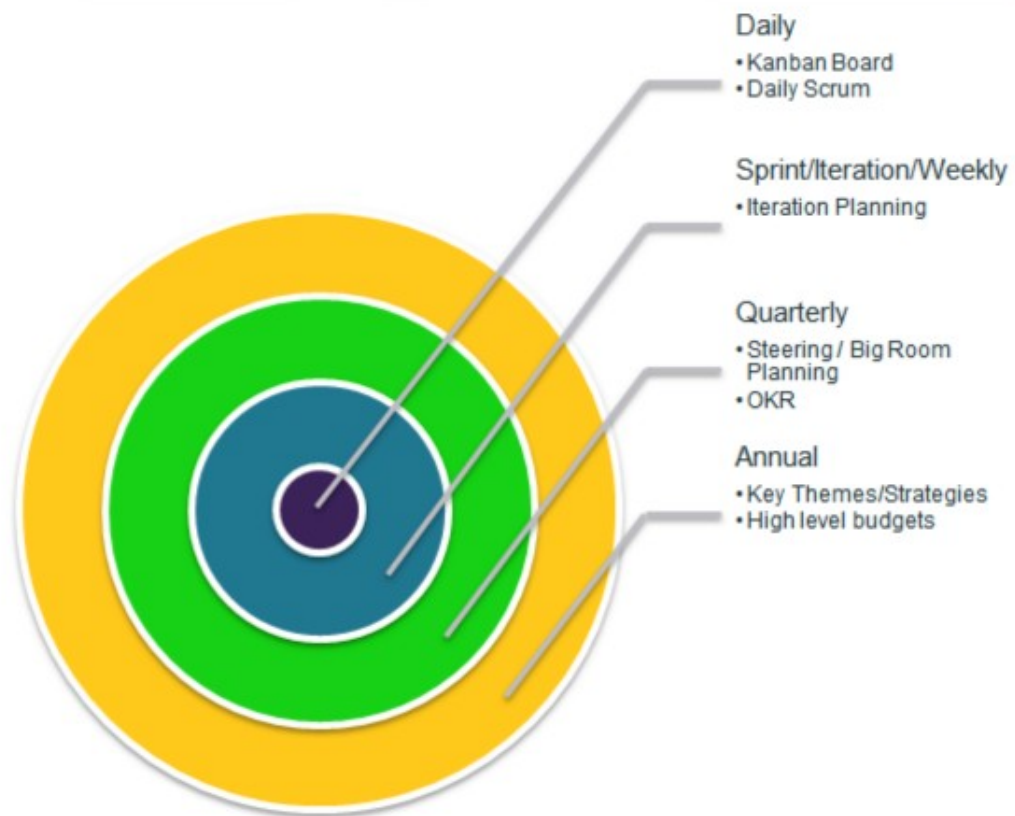 Daily
• Kanban Board
• Daily Scrum
Sprint/Iteration/Weekly
• Iteration Planning
Quarterly
• Steering / Big Room
Planning
• OKR
Annual
• Key Themes/Strategies
• High level budgets